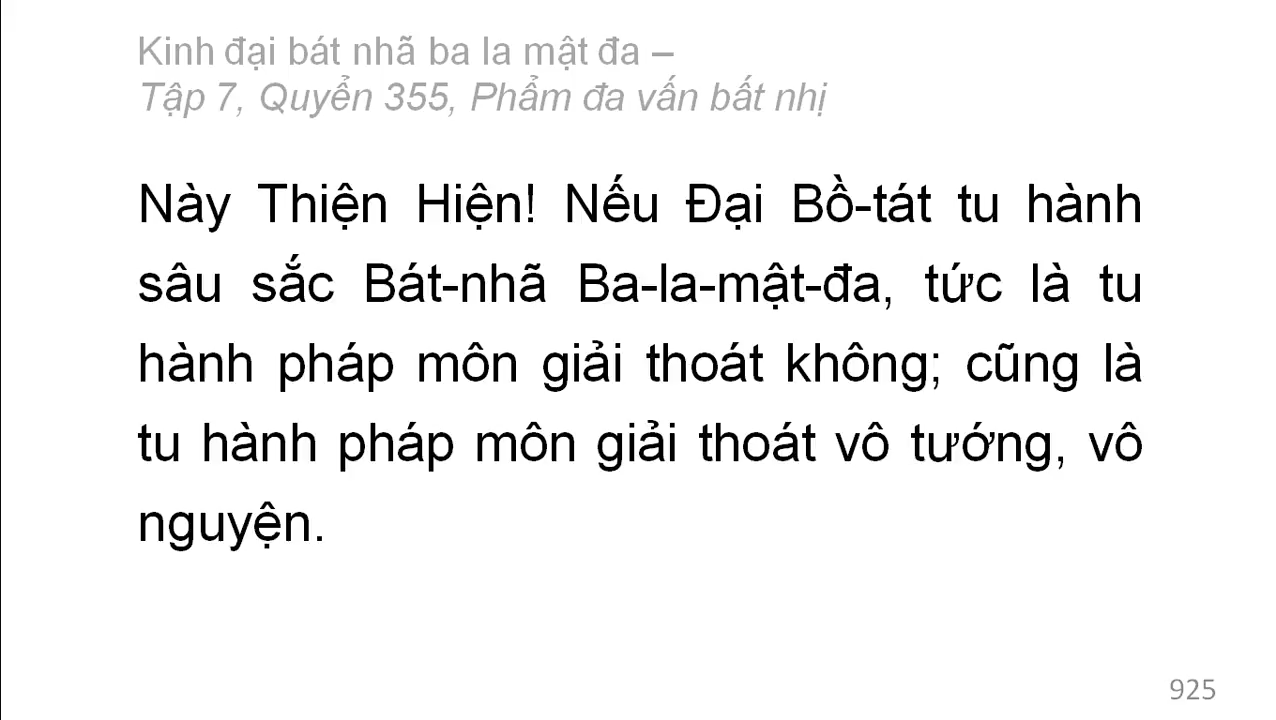 Kinh đại bát nhã ba la mật đa –
Tập 7, Quyển 355, Phẩm đa vấn bất nhị
Này Thiện Hiện! Nếu Đại Bồ-tát tu hành
sâu sắc Bát-nhã Ba-la-mật-đa, tức là tu
hành pháp môn giải thoát không; cũng là
tu hành pháp môn giải thoát vô tướng, vô
nguyện.
925